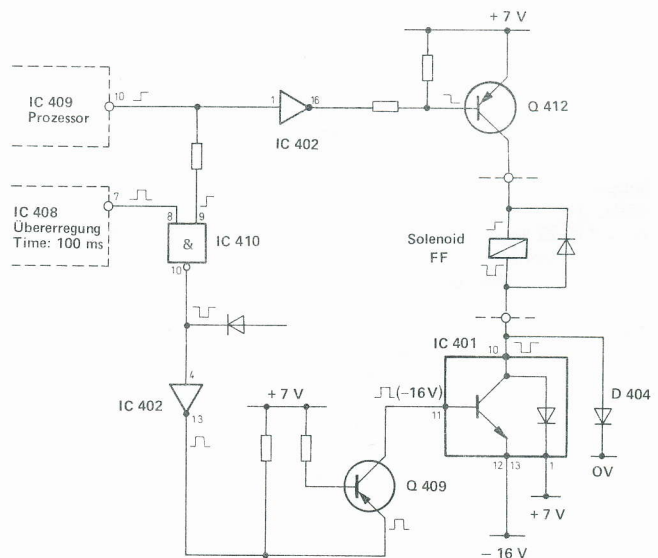 + 7 V
IC 409
Prozessor
10
1
16
IC 402
Q 412
IC 408
Übererregung
Time: 100 ms
7
8
9
&
IC 410
10
Solenoid
FF
IC 401
10
4
IC 402
13
+ 7 V
(−16V)
11
D 404
Q 409
12
13
1
0V
+ 7 V
− 16 V